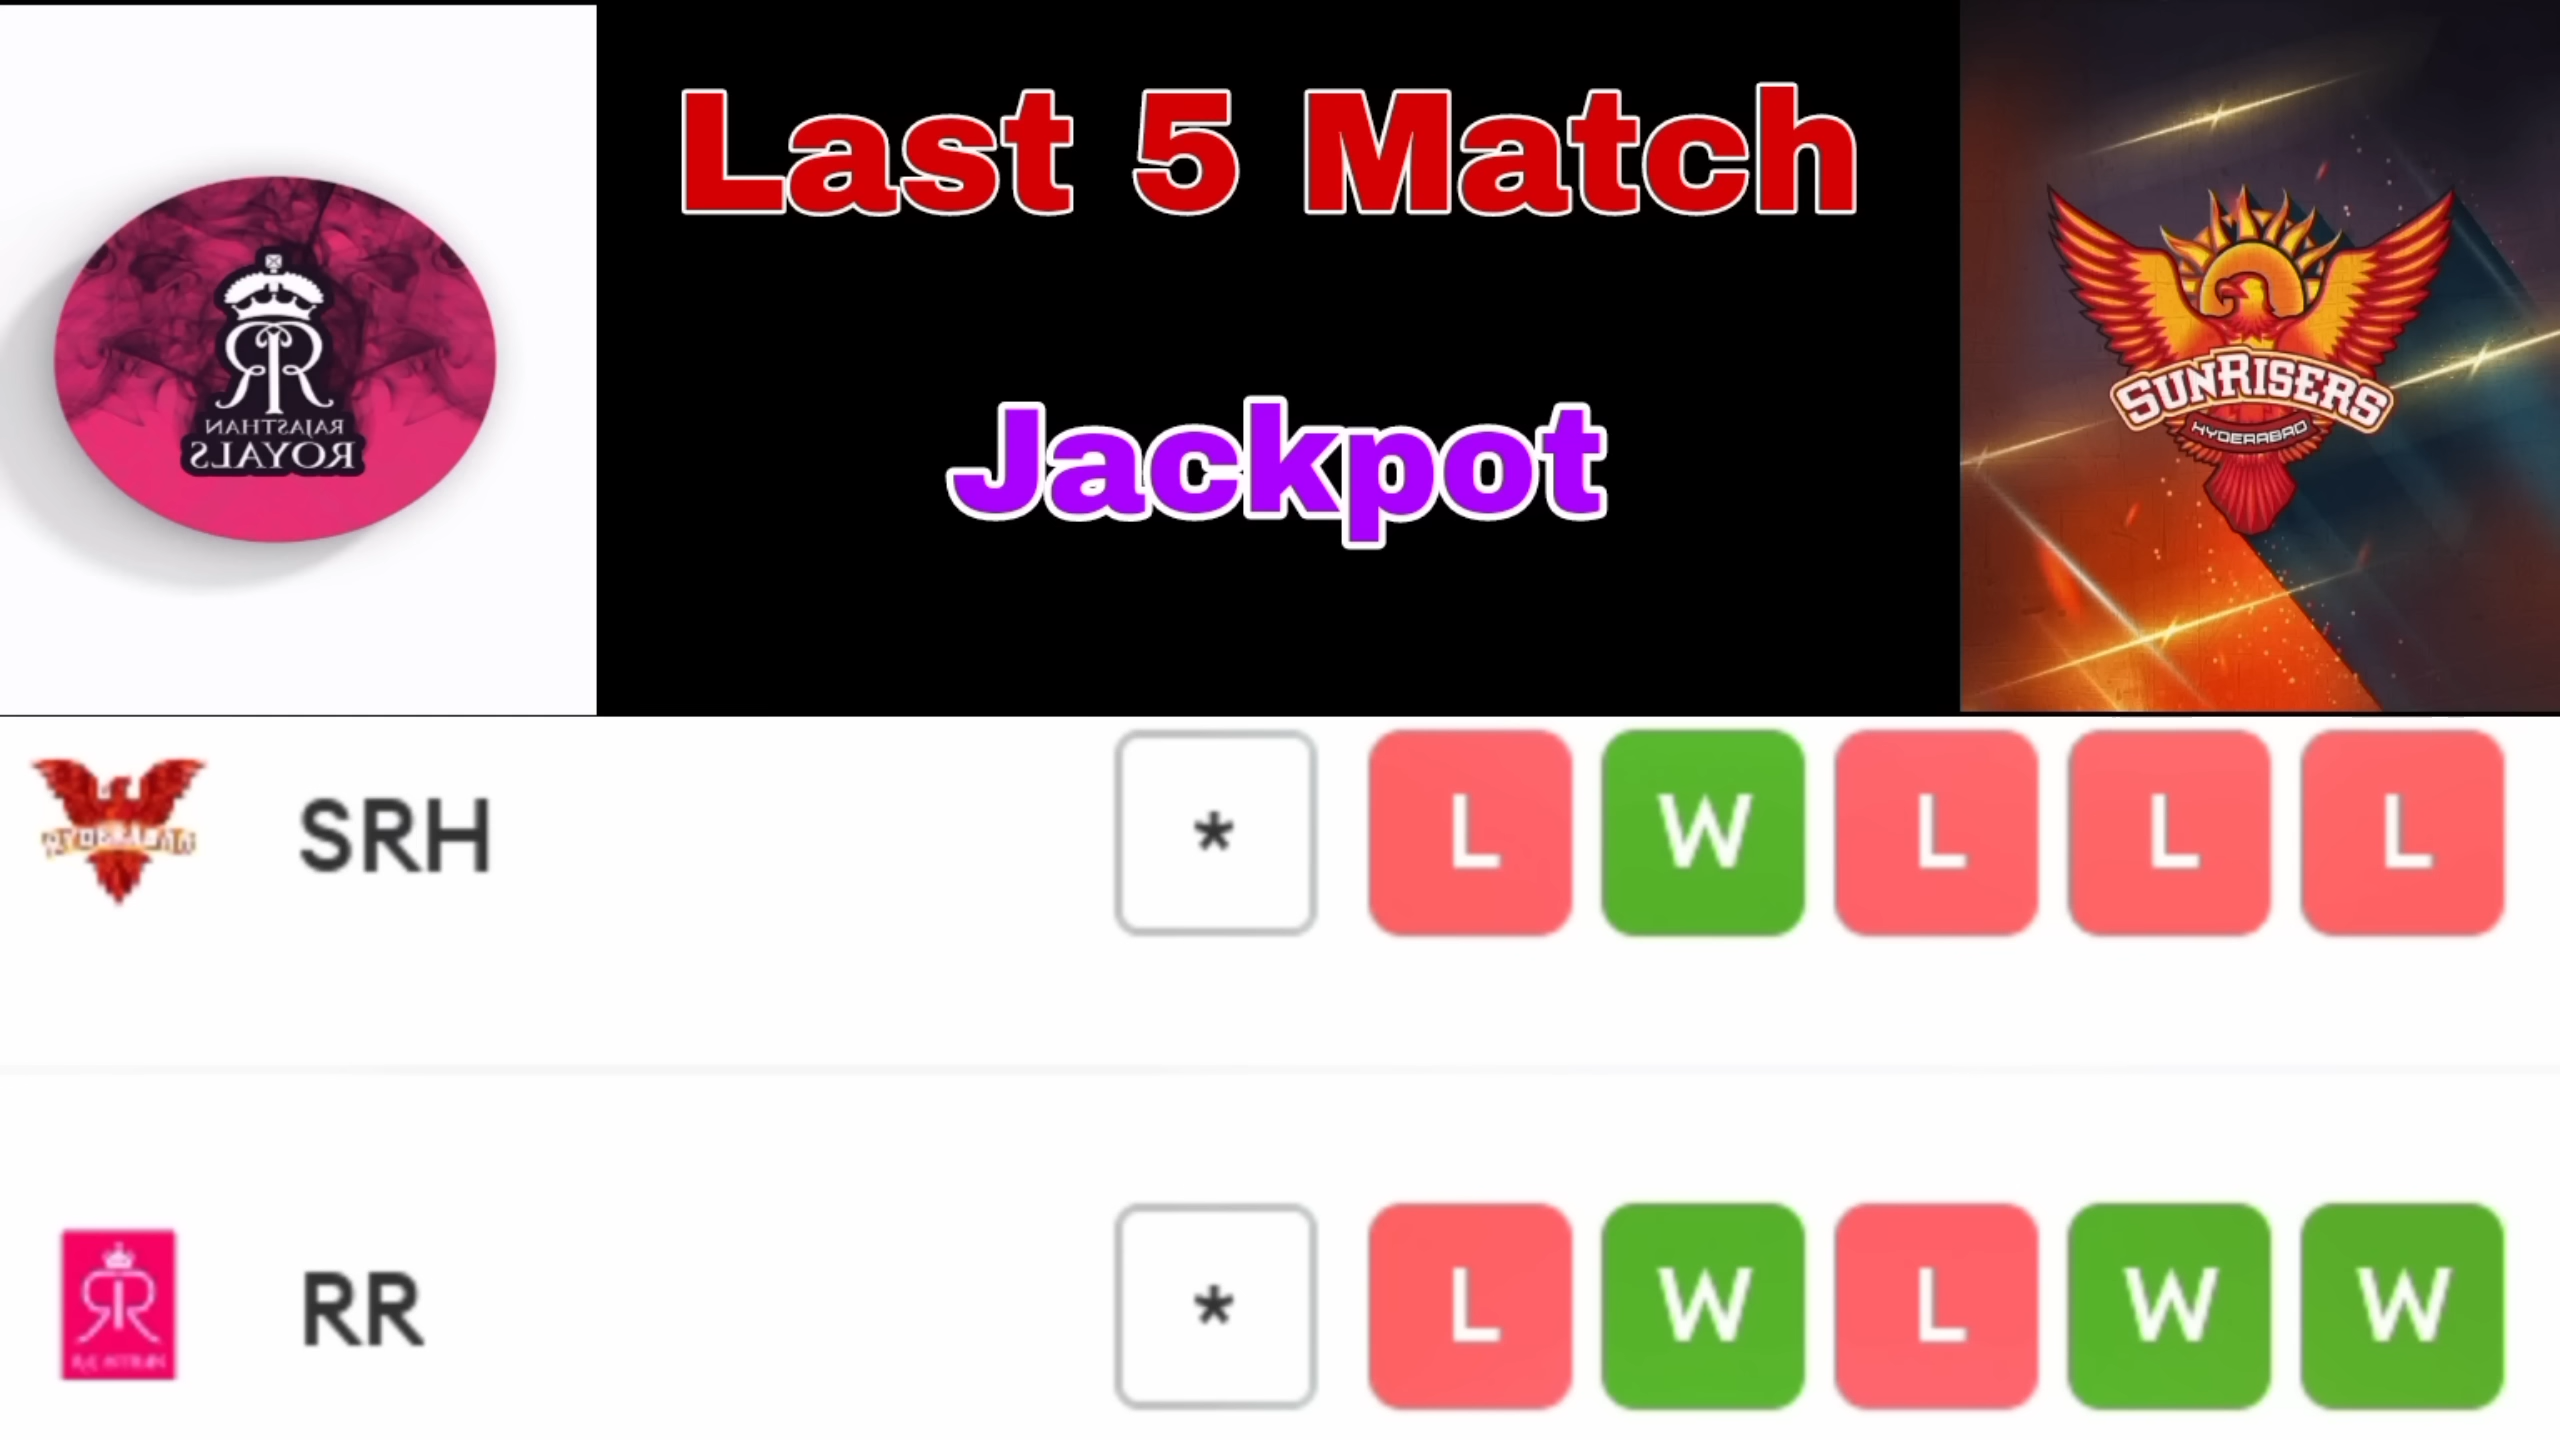 Last 5 Match
Jackpot
RAJASTHAN
ROYALS
SUNRISERS
HYDERABAD
SRH * L W L L L
RR * L W L W W